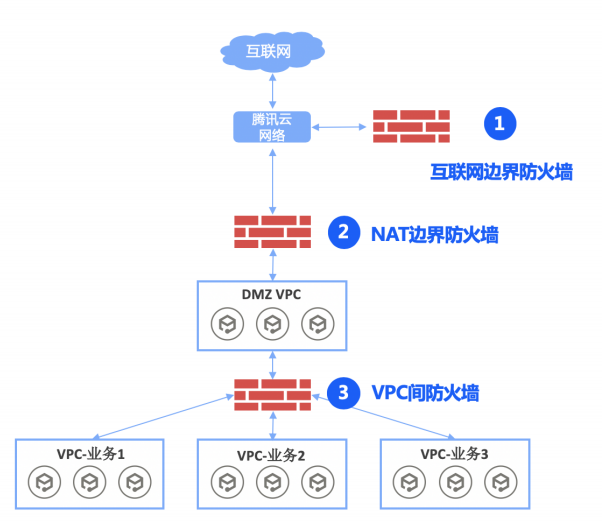 互联网
腾讯云
网络
1
互联网边界防火墙
2
NAT边界防火墙
DMZ VPC
3
VPC间防火墙
VPC-业务1
VPC-业务2
VPC-业务3